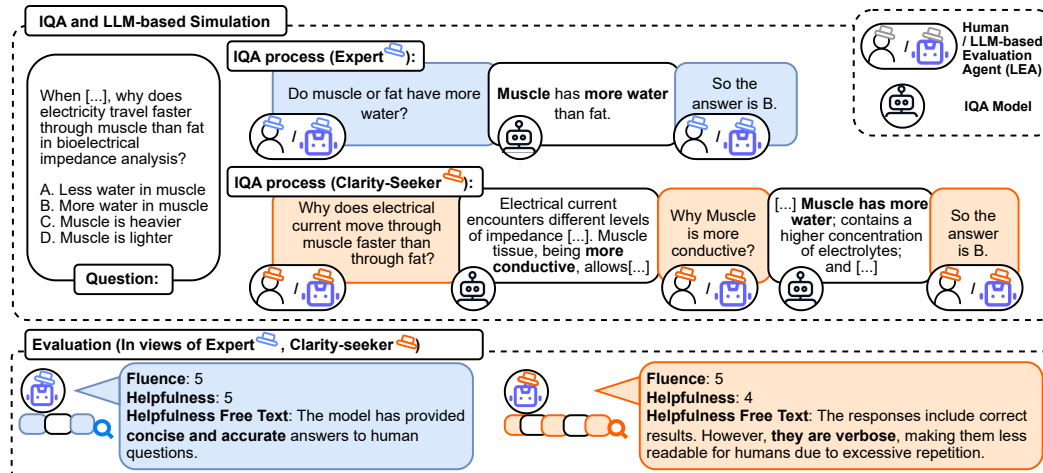 IQA and LLM-based Simulation
When [...], why does
electricity travel faster
through muscle than fat
in bioelectrical
impedance analysis?
A. Less water in muscle
B. More water in muscle
C. Muscle is heavier
D. Muscle is lighter
Question:
IQA process (Expert ):
Do muscle or fat have more
water?
/
Muscle has more water
than fat.
So the
answer is B.
/
IQA process (Clarity-Seeker ):
Why does electrical
current move through
muscle faster than
through fat?
/
Electrical current
encounters different levels
of impedance [...]. Muscle
tissue, being more
conductive, allows[...]
Why Muscle
is more
conductive?
/
[...] Muscle has more
water; contains a
higher concentration
of electrolytes;
and [...]
So the
answer
is B.
/
/
Human
/ LLM-based
Evaluation
Agent (LEA)
IQA Model
Evaluation (In views of Expert , Clarity-seeker )
Fluence: 5
Helpfulness: 5
Helpfulness Free Text: The model has provided
concise and accurate answers to human
questions.
Fluence: 5
Helpfulness: 4
Helpfulness Free Text: The responses include correct
results. However, they are verbose, making them less
readable for humans due to excessive repetition.